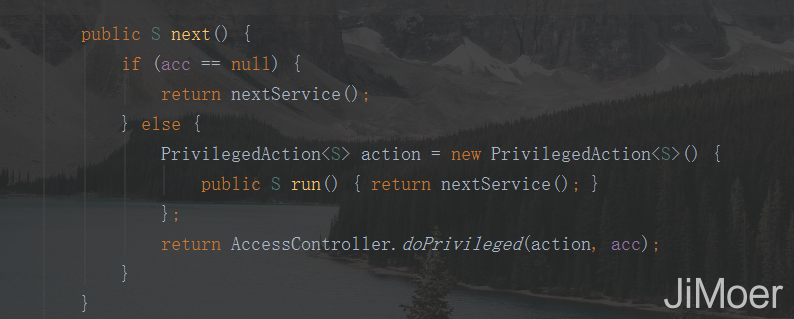 public S next() {
    if (acc == null) {
        return nextService();
    } else {
        PrivilegedAction<S> action = new PrivilegedAction<S>() {
            public S run() { return nextService(); }
        };
        return AccessController.doPrivileged(action, acc);
    }
}
JiMoer